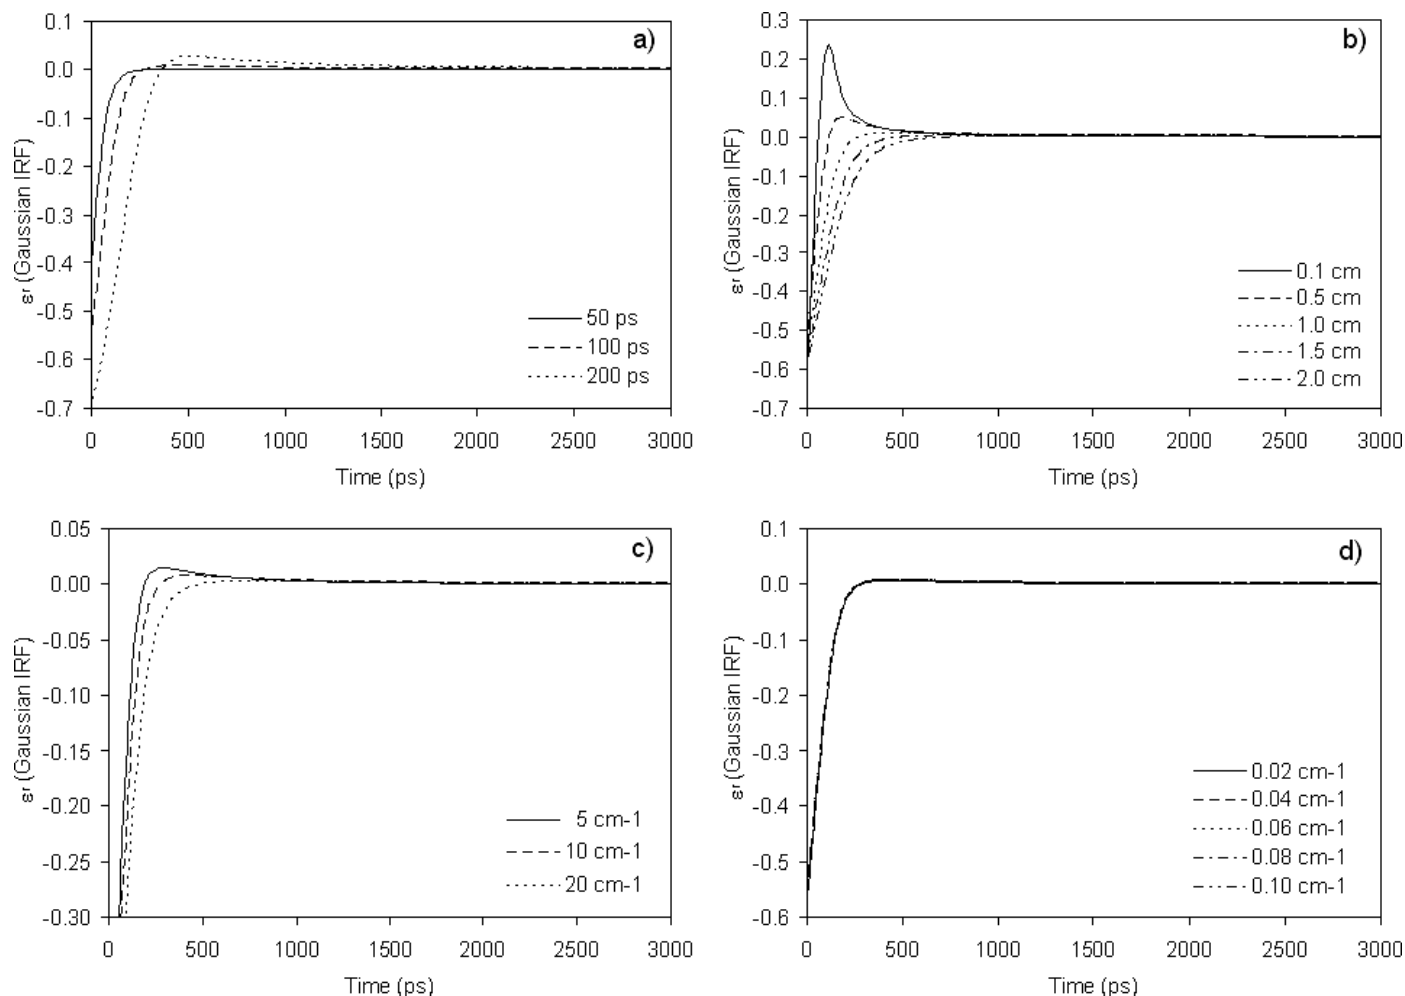 a)
0.1
0.0
-0.1
-0.2
-0.3
-0.4
-0.5
-0.6
-0.7
εr (Gaussian IRF)
50 ps
100 ps
200 ps
0 500 1000 1500 2000 2500 3000
Time (ps)
b)
0.3
0.2
0.1
0.0
-0.1
-0.2
-0.3
-0.4
-0.5
-0.6
-0.7
εr (Gaussian IRF)
0.1 cm
0.5 cm
1.0 cm
1.5 cm
2.0 cm
0 500 1000 1500 2000 2500 3000
Time (ps)
c)
0.05
0.00
-0.05
-0.10
-0.15
-0.20
-0.25
-0.30
εr (Gaussian IRF)
5 cm-1
10 cm-1
20 cm-1
0 500 1000 1500 2000 2500 3000
Time (ps)
d)
0.1
0.0
-0.1
-0.2
-0.3
-0.4
-0.5
-0.6
εr (Gaussian IRF)
0.02 cm-1
0.04 cm-1
0.06 cm-1
0.08 cm-1
0.10 cm-1
0 500 1000 1500 2000 2500 3000
Time (ps)